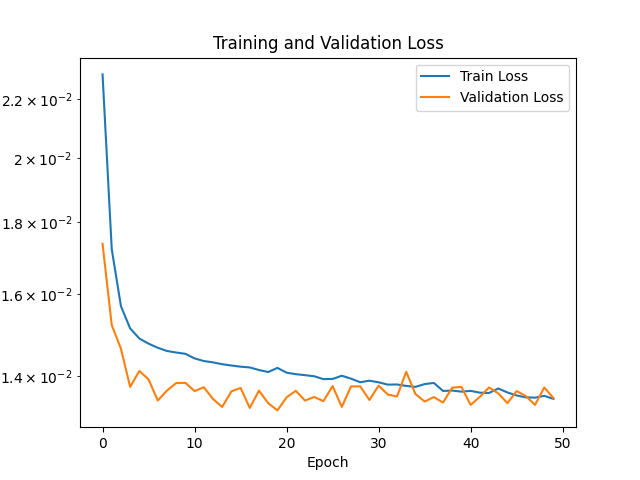 Training and Validation Loss
Train Loss
Validation Loss
2.2 × 10⁻²
2 × 10⁻²
1.8 × 10⁻²
1.6 × 10⁻²
1.4 × 10⁻²
0 10 20 30 40 50
Epoch